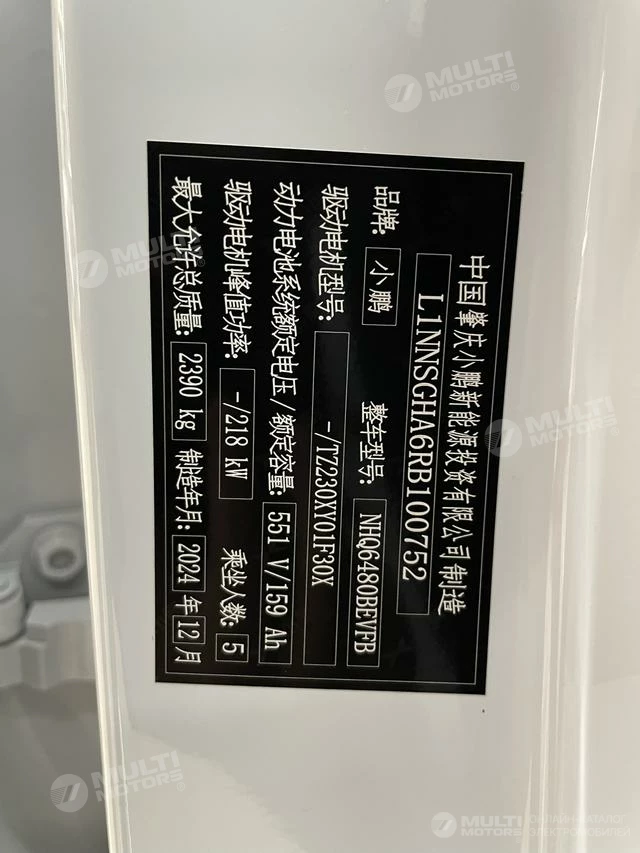 中国肇庆小鹏新能源投资有限公司制造
L1NNSGHA6RB100752
品牌: 小鹏 整车型号: NHQ6480BEVFB
驱动电机型号: -/TZ230XY01F30X
动力电池系统额定电压/额定容量: 551 V/159 Ah
驱动电机峰值功率: -/218 kW 乘坐人数: 5
最大允许总质量: 2390 kg 制造年月: 2024 年 12 月
MULTI MOTORS®
MULTI MOTORS
MULTI MOTORS
MULTI MOTORS
MULTI MOTORS ОНЛАЙН-КАТАЛОГ ЭЛЕКТРОМОБИЛЕЙ